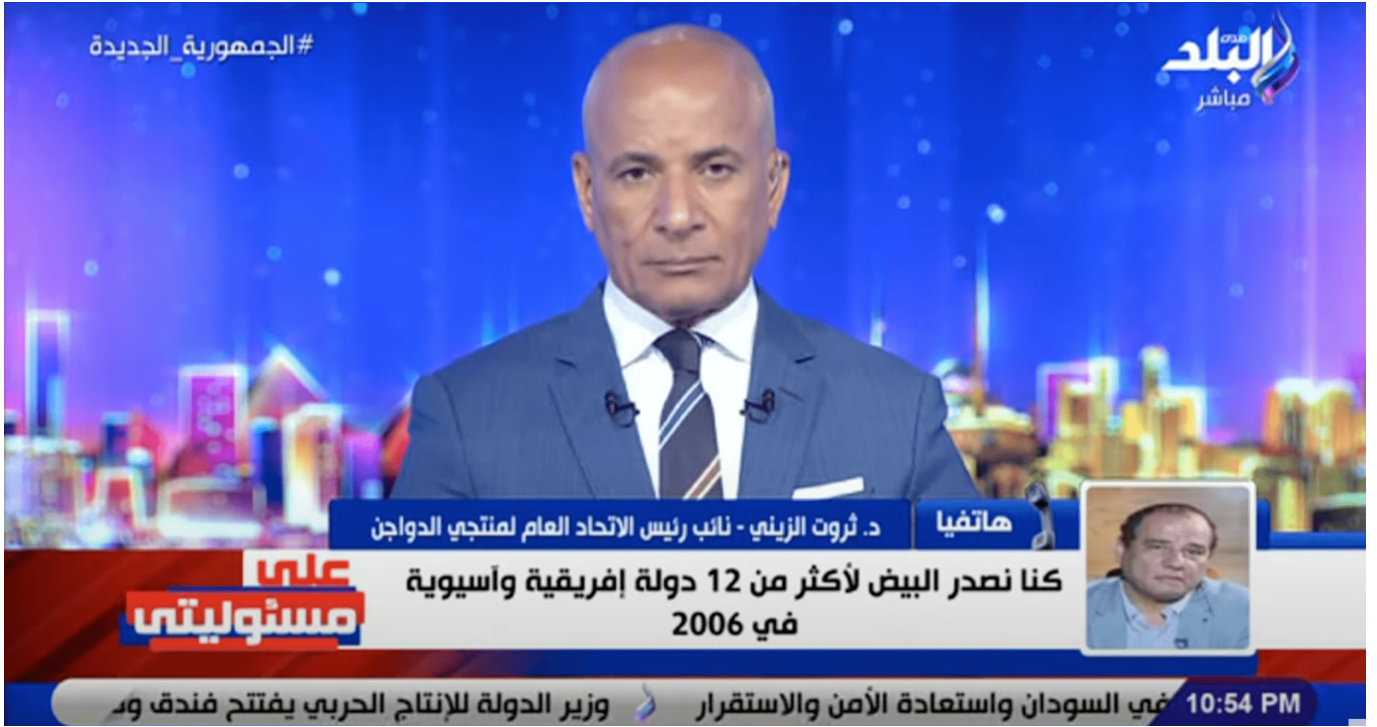 #الجمهورية_الجديدة
صدى البلد
مباشر
هاتفيا
د. ثروت الزيني - نائب رئيس الاتحاد العام لمنتجي الدواجن
كنا نصدر البيض لأكثر من 12 دولة إفريقية وآسيوية
في 2006
على
مسئوليتى
10:54 PM
في السودان واستعادة الأمن والاستقرار وزير الدولة للإنتاج الحربي يفتتح فندق